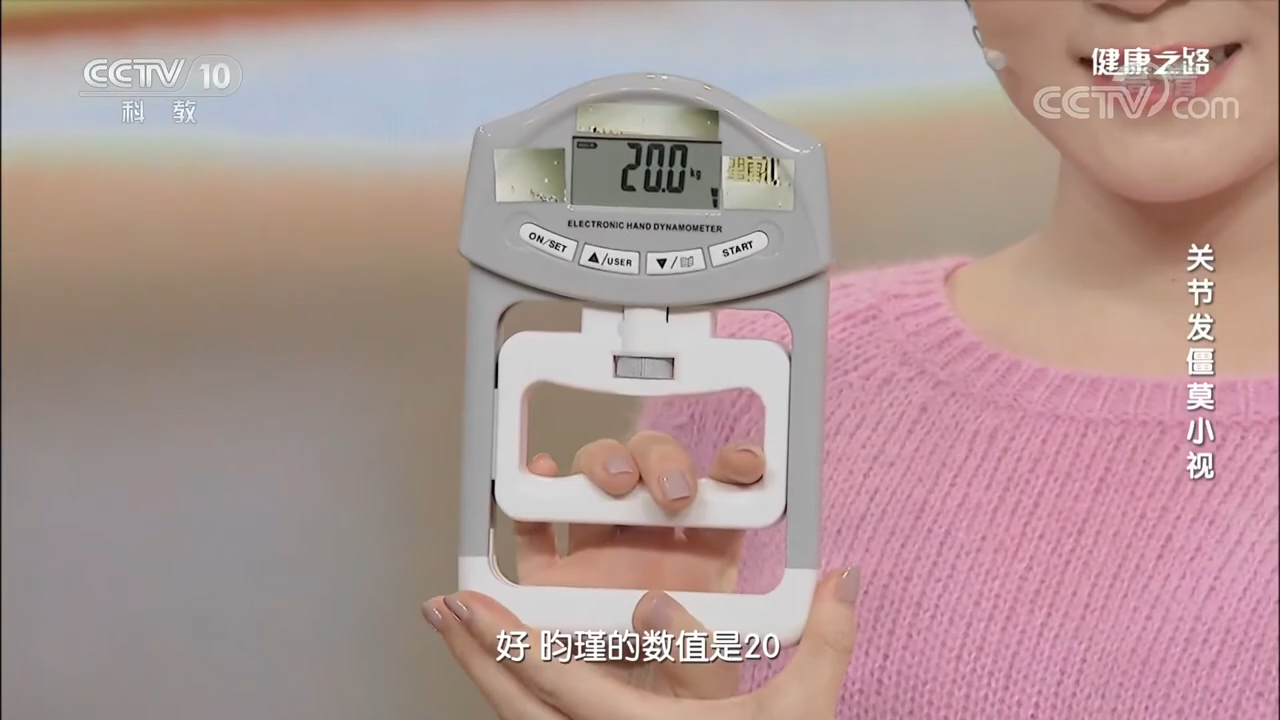 CCTV 10
科教
健康之路
CCTV.com
20.0 kg
ELECTRONIC HAND DYNAMOMETER
ON/SET
▲/USER
▼/
START
关节发僵莫小视
好 昀瑾的数值是20